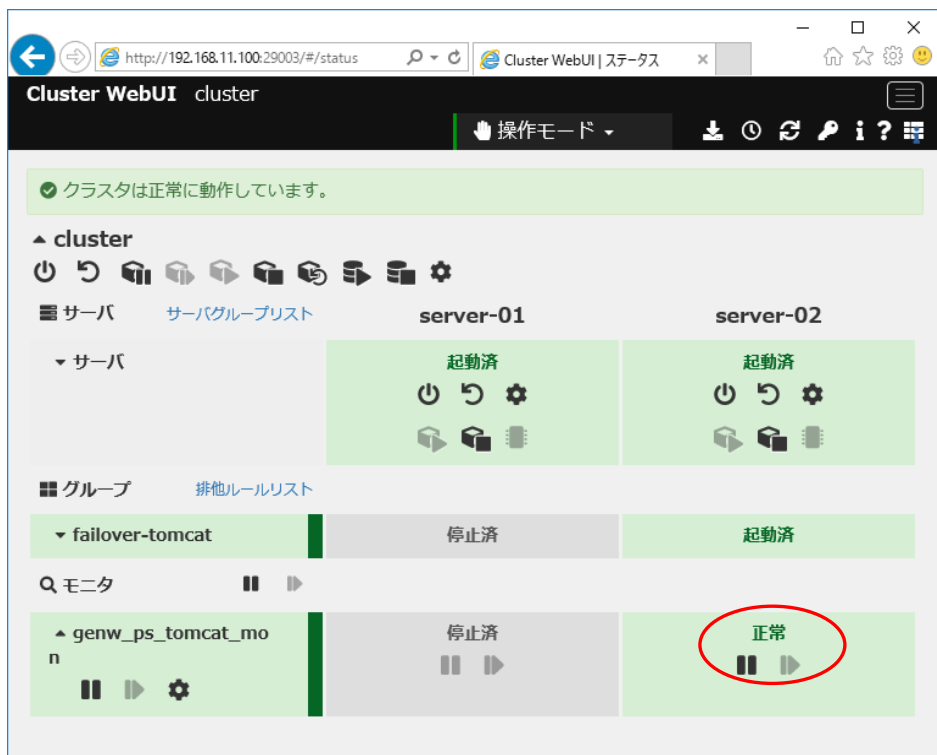 http://192.168.11.100:29003/#/status
Cluster WebUI | ステータス
Cluster WebUI cluster
操作モード
クラスタは正常に動作しています。
cluster
サーバ サーバグループリスト server-01 server-02
サーバ 起動済 起動済
グループ 排他ルールリスト
failover-tomcat 停止済 起動済
モニタ
genw_ps_tomcat_mo 停止済 正常
n